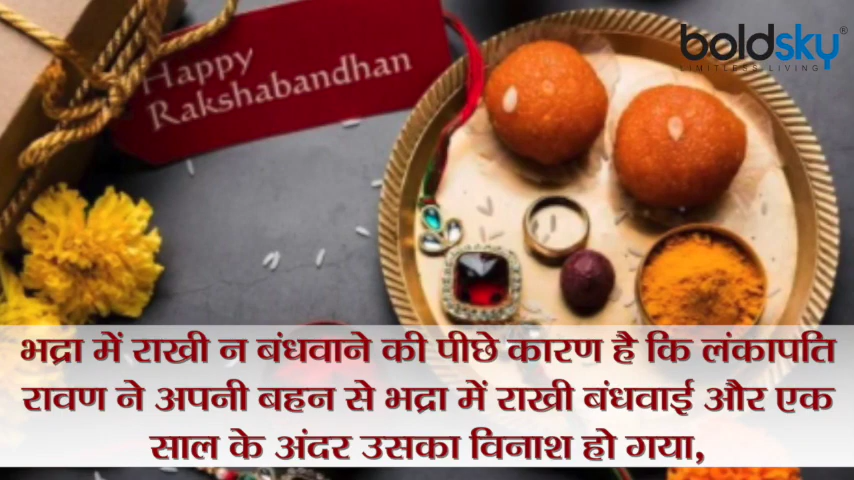 boldsky®
LIMITLESS LIVING
Happy
Rakshabandhan
भद्रा में राखी न बंधवाने की पीछे कारण है कि लंकापति
रावण ने अपनी बहन से भद्रा में राखी बंधवाई और एक
साल के अंदर उसका विनाश हो गया,